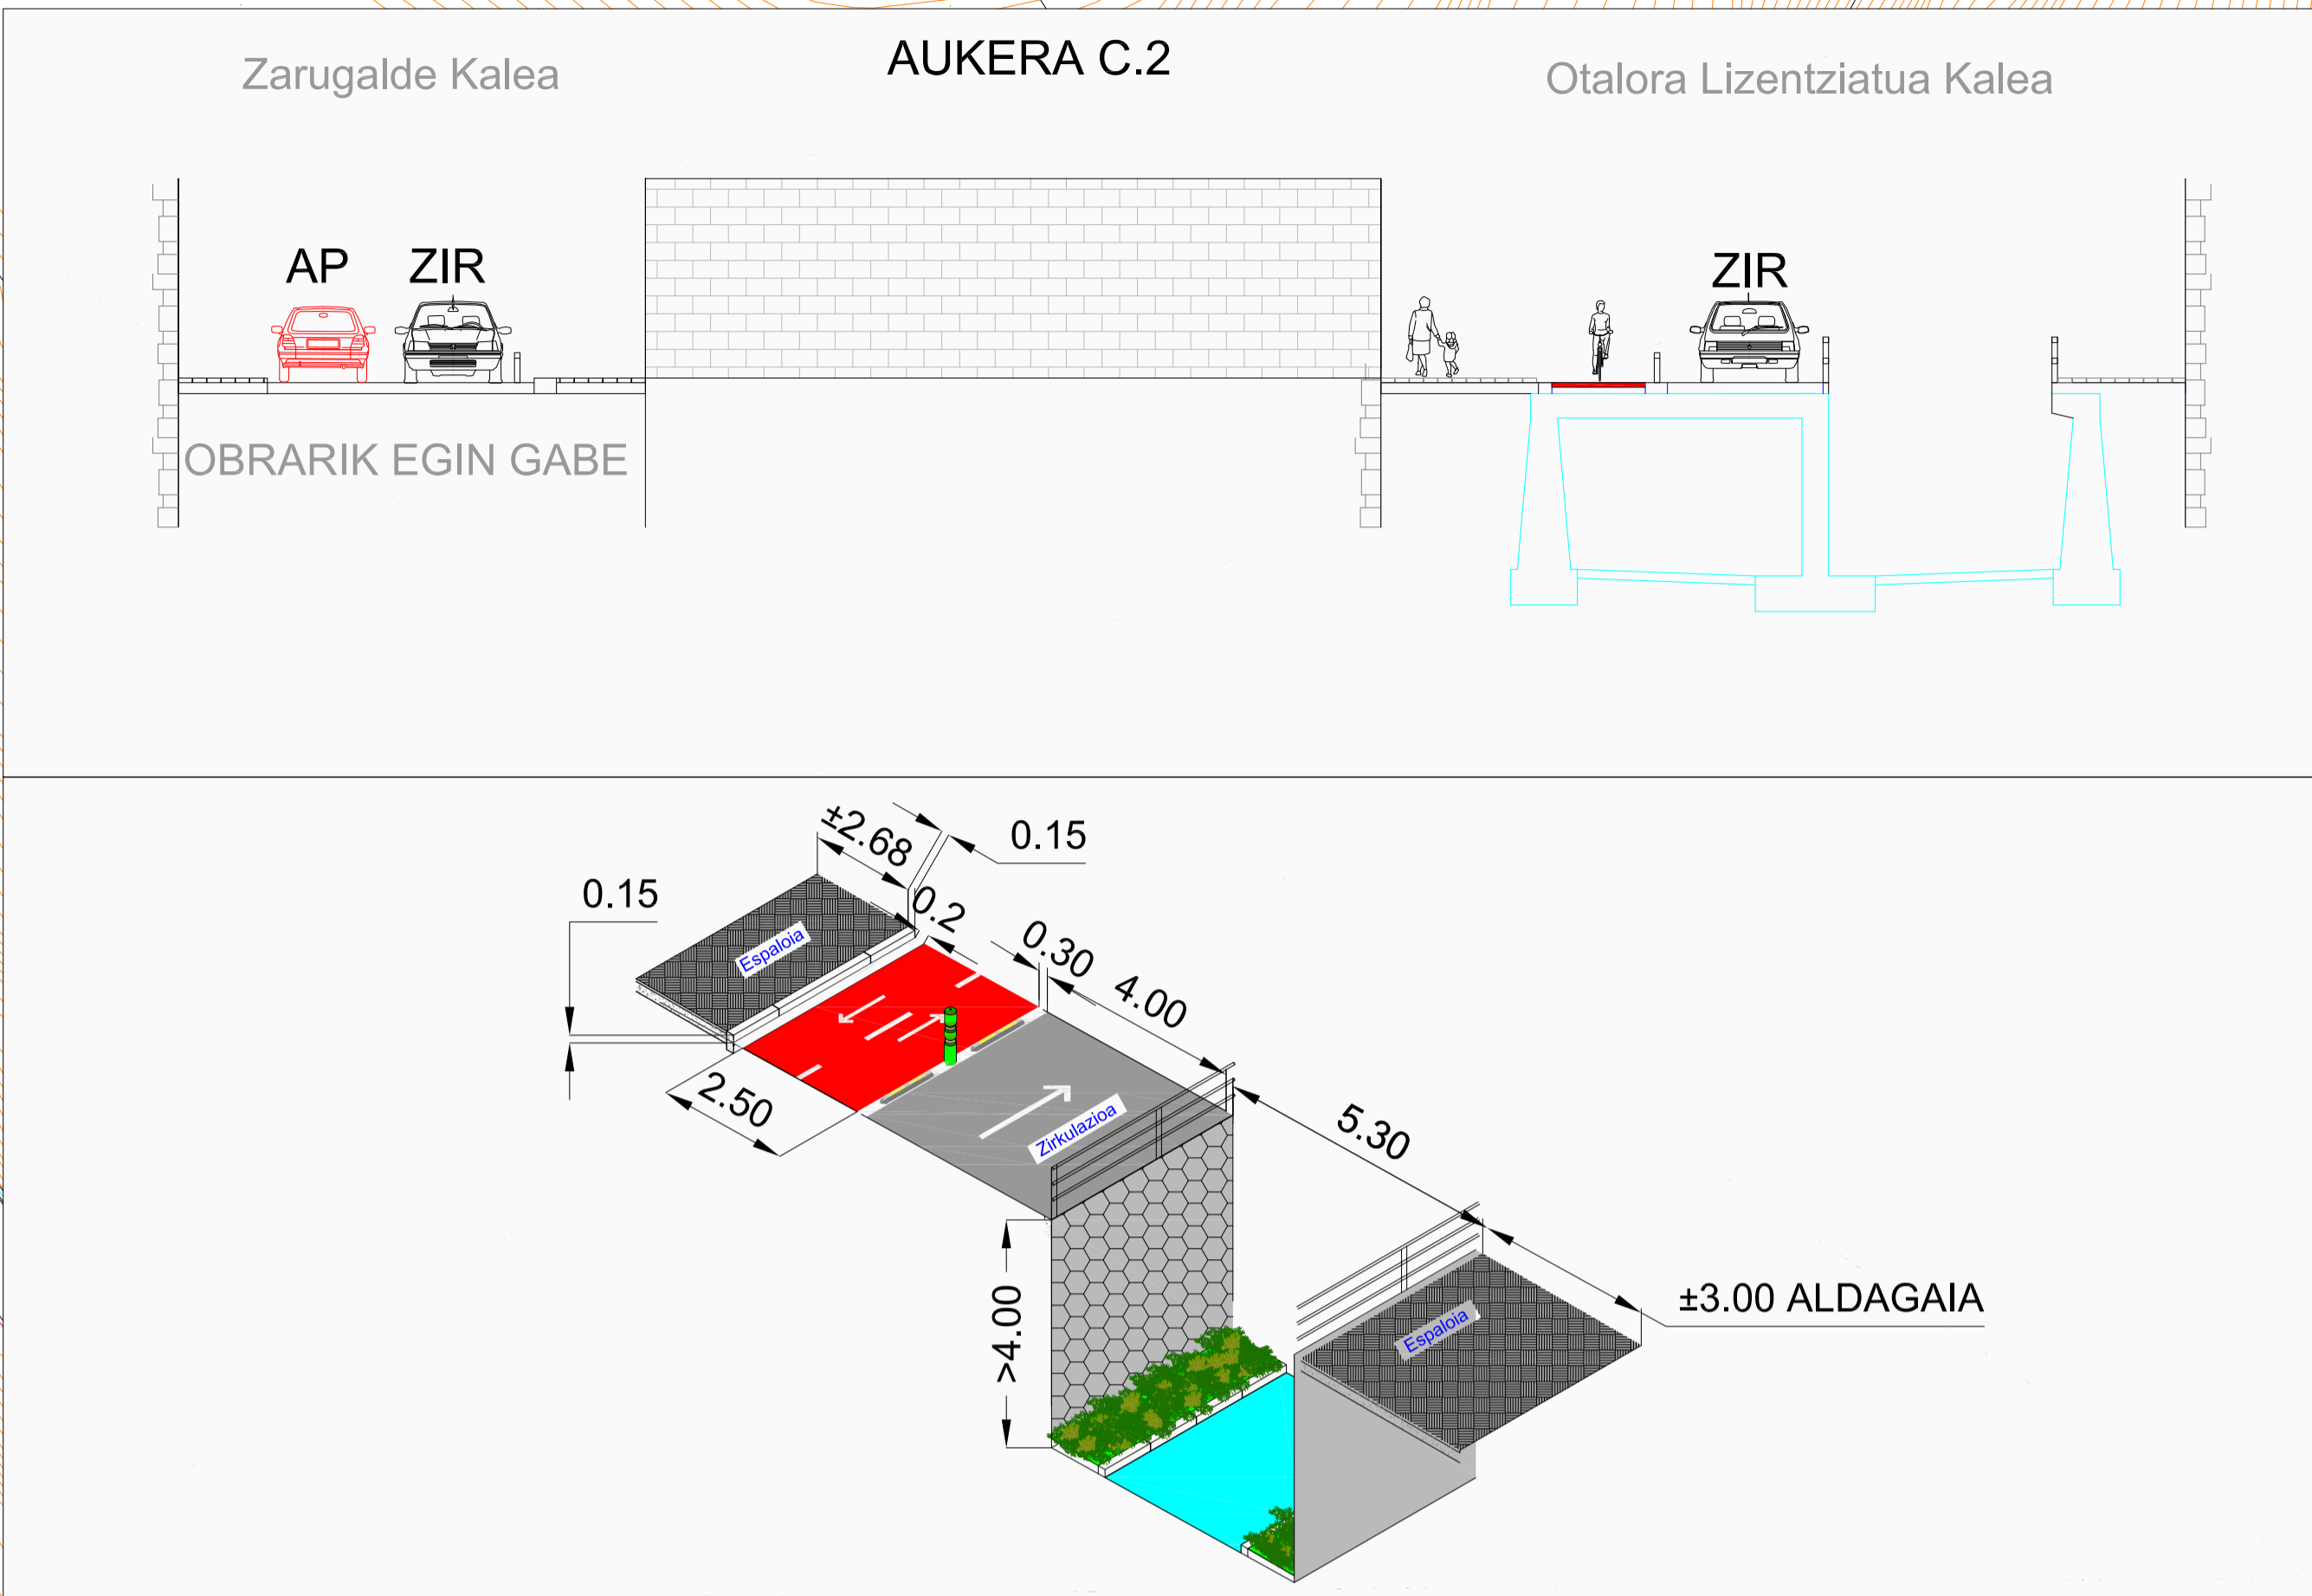 Zarugalde Kalea
AUKERA C.2
Otalora Lizentziatua Kalea
AP
ZIR
ZIR
OBRARIK EGIN GABE
±2.68
0.15
0.15
0.2
Espaloia
0.30
4.00
2.50
Zirkulazioa
5.30
>4.00
±3.00 ALDAGAIA
Espaloia